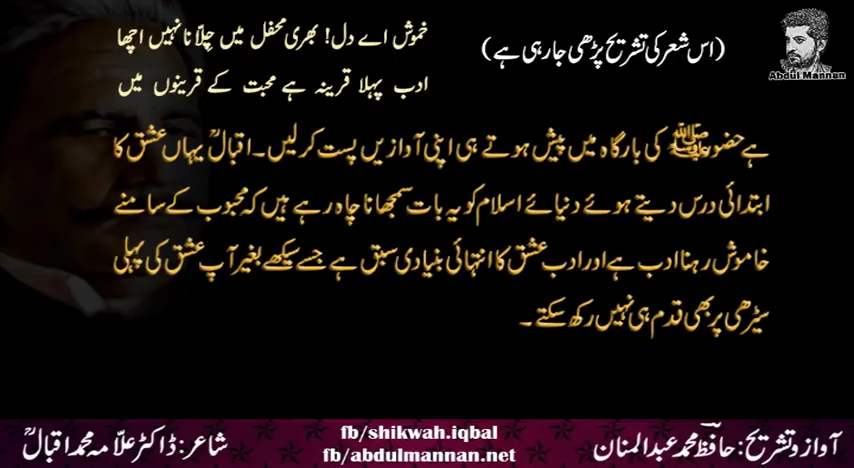 خموش اے دل! بھری محفل میں چِلّانا نہیں اچھا
ادب پہلا قرینہ ہے محبت کے قرینوں میں
(اس شعر کی تشریح پڑھی جا رہی ہے)
Abdul Mannan
ہے حضور ﷺ کی بارگاہ میں پیش ہوتے ہی اپنی آوازیں پست کر لیں۔ اقبالؒ یہاں عشق کا
ابتدائی درس دیتے ہوئے دنیائے اسلام کو یہ بات سمجھانا چاہ رہے ہیں کہ محبوب کے سامنے
خاموش رہنا ادب ہے اور ادب عشق کا انتہائی بنیادی سبق ہے جسے سیکھے بغیر آپ عشق کی پہلی
سیڑھی پر بھی قدم ہی نہیں رکھ سکتے۔
آواز و تشریح: حافظ محمد عبدالمنان
fb/shikwah.iqbal
fb/abdulmannan.net
شاعر: ڈاکٹر علّامہ محمد اقبالؒ